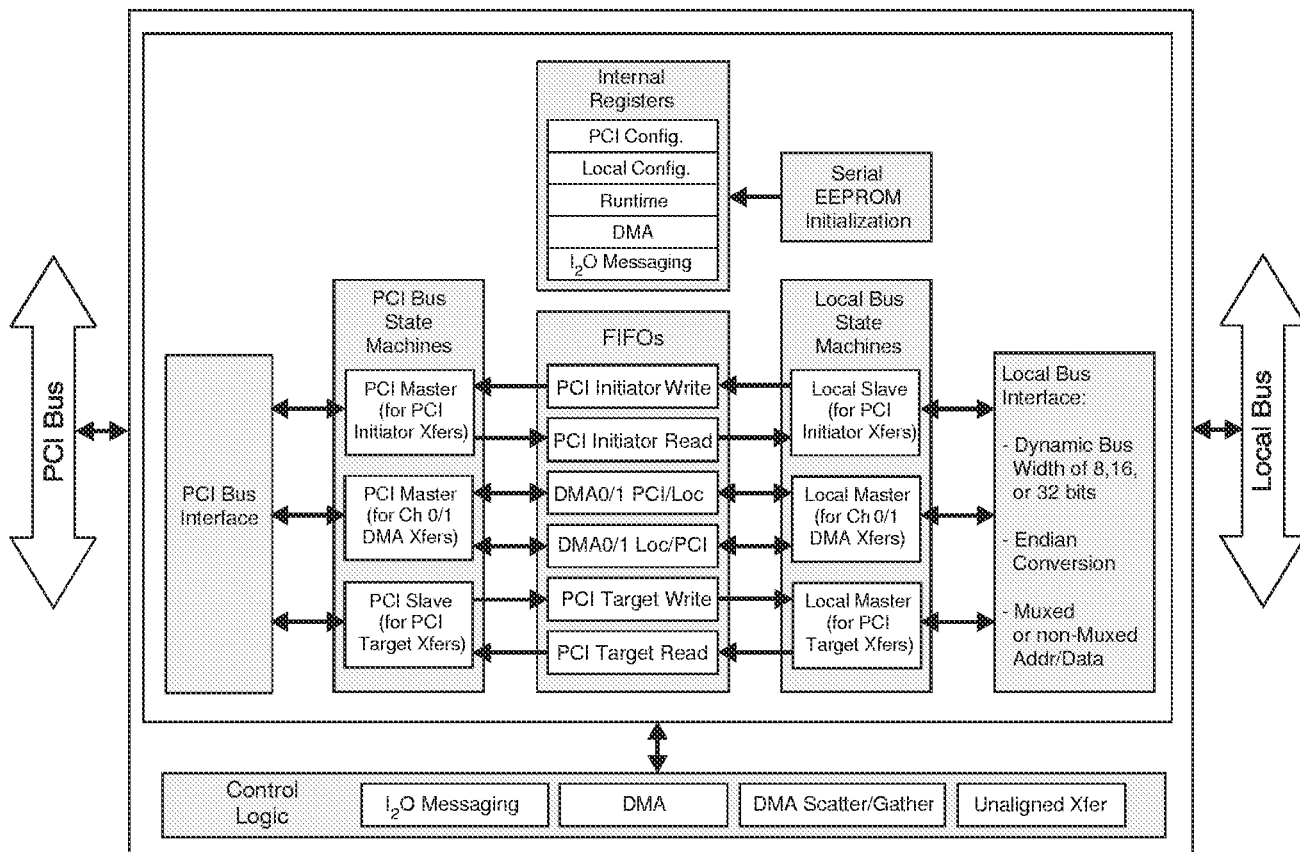 Internal
Registers
PCI Config.
Local Config.
Runtime
DMA
I2O Messaging
Serial
EEPROM
Initialization
PCI Bus
PCI Bus
Interface
PCI Bus
State
Machines
PCI Master
(for PCI
Initiator Xfers)
PCI Master
(for Ch 0/1
DMA Xfers)
PCI Slave
(for PCI
Target Xfers)
FIFOs
PCI Initiator Write
PCI Initiator Read
DMA0/1 PCI/Loc
DMA0/1 Loc/PCI
PCI Target Write
PCI Target Read
Local Bus
State
Machines
Local Slave
(for PCI
Initiator Xfers)
Local Master
(for Ch 0/1
DMA Xfers)
Local Master
(for PCI
Target Xfers)
Local Bus
Interface:
- Dynamic Bus
Width of 8,16,
or 32 bits
- Endian
Conversion
- Muxed
or non-Muxed
Addr/Data
Local Bus
Control
Logic
I2O Messaging
DMA
DMA Scatter/Gather
Unaligned Xfer